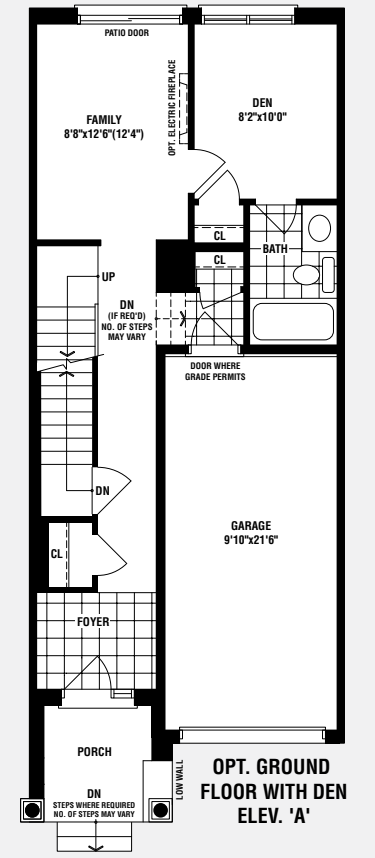 PATIO DOOR
FAMILY
8'8"x12'6"(12'4")
OPT. ELECTRIC FIREPLACE
DEN
8'2"x10'0"
CL
BATH
CL
UP
DN
(IF REQ'D)
NO. OF STEPS
MAY VARY
DOOR WHERE
GRADE PERMITS
DN
CL
GARAGE
9'10"x21'6"
FOYER
PORCH
DN
STEPS WHERE REQUIRED
NO. OF STEPS MAY VARY
LOW WALL
OPT. GROUND
FLOOR WITH DEN
ELEV. 'A'